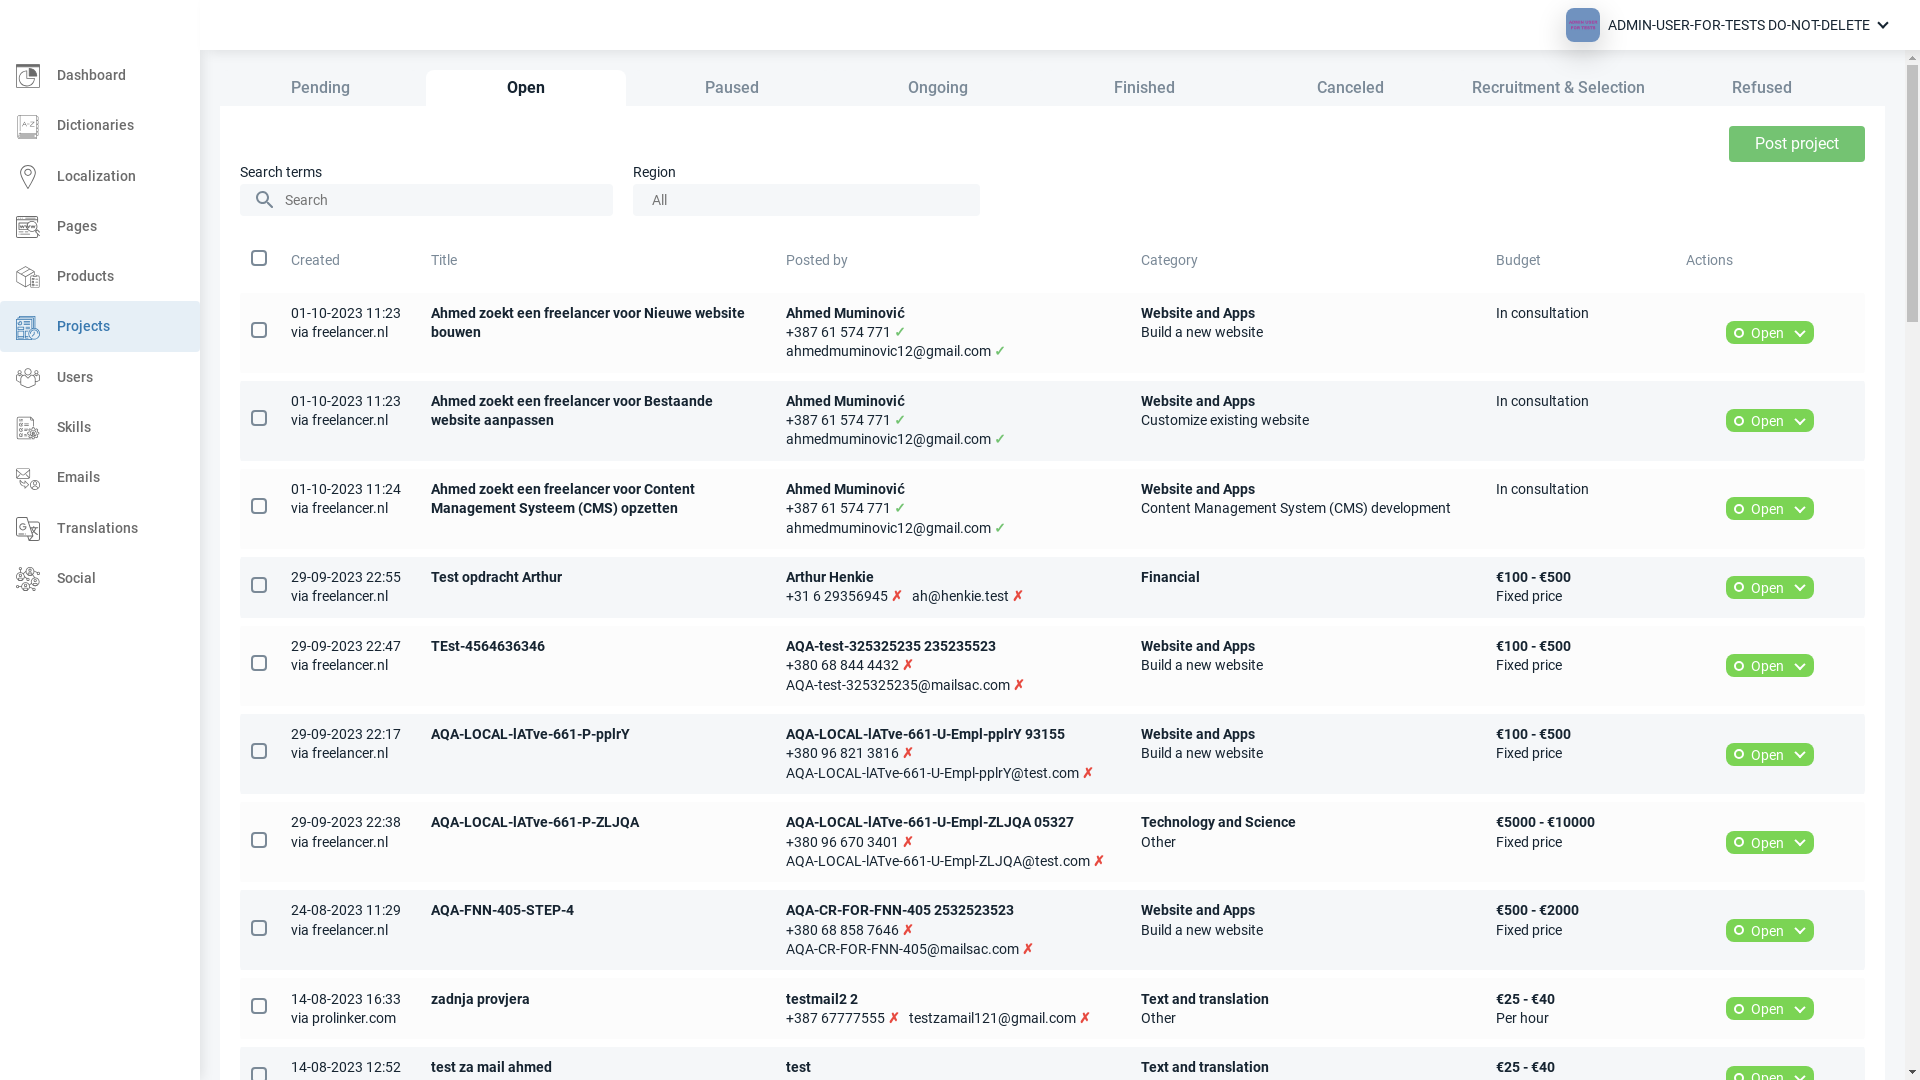 ADMIN-USER-FOR-TESTS DO-NOT-DELETE
Dashboard
Dictionaries
Localization
Pages
Products
Projects
Users
Skills
Emails
Translations
Social
Pending Open Paused Ongoing Finished Canceled Recruitment & Selection Refused
Post project
Search terms Region
Search All
Created Title Posted by Category Budget Actions
01-10-2023 11:23 Ahmed zoekt een freelancer voor Nieuwe website Ahmed Muminović Website and Apps In consultation
via freelancer.nl bouwen +387 61 574 771 ✓ Build a new website Open
ahmedmuminovic12@gmail.com ✓
01-10-2023 11:23 Ahmed zoekt een freelancer voor Bestaande Ahmed Muminović Website and Apps In consultation
via freelancer.nl website aanpassen +387 61 574 771 ✓ Customize existing website Open
ahmedmuminovic12@gmail.com ✓
01-10-2023 11:24 Ahmed zoekt een freelancer voor Content Ahmed Muminović Website and Apps In consultation
via freelancer.nl Management Systeem (CMS) opzetten +387 61 574 771 ✓ Content Management System (CMS) development Open
ahmedmuminovic12@gmail.com ✓
29-09-2023 22:55 Test opdracht Arthur Arthur Henkie Financial €100 - €500
via freelancer.nl +31 6 29356945 ✗ ah@henkie.test ✗ Fixed price Open
29-09-2023 22:47 TEst-4564636346 AQA-test-325325235 235235523 Website and Apps €100 - €500
via freelancer.nl +380 68 844 4432 ✗ Build a new website Fixed price Open
AQA-test-325325235@mailsac.com ✗
29-09-2023 22:17 AQA-LOCAL-lATve-661-P-pplrY AQA-LOCAL-lATve-661-U-Empl-pplrY 93155 Website and Apps €100 - €500
via freelancer.nl +380 96 821 3816 ✗ Build a new website Fixed price Open
AQA-LOCAL-lATve-661-U-Empl-pplrY@test.com ✗
29-09-2023 22:38 AQA-LOCAL-lATve-661-P-ZLJQA AQA-LOCAL-lATve-661-U-Empl-ZLJQA 05327 Technology and Science €5000 - €10000
via freelancer.nl +380 96 670 3401 ✗ Other Fixed price Open
AQA-LOCAL-lATve-661-U-Empl-ZLJQA@test.com ✗
24-08-2023 11:29 AQA-FNN-405-STEP-4 AQA-CR-FOR-FNN-405 2532523523 Website and Apps €500 - €2000
via freelancer.nl +380 68 858 7646 ✗ Build a new website Fixed price Open
AQA-CR-FOR-FNN-405@mailsac.com ✗
14-08-2023 16:33 zadnja provjera testmail2 2 Text and translation €25 - €40
via prolinker.com +387 67777555 ✗ testzamail121@gmail.com ✗ Other Per hour Open
14-08-2023 12:52 test za mail ahmed test Text and translation €25 - €40
Open